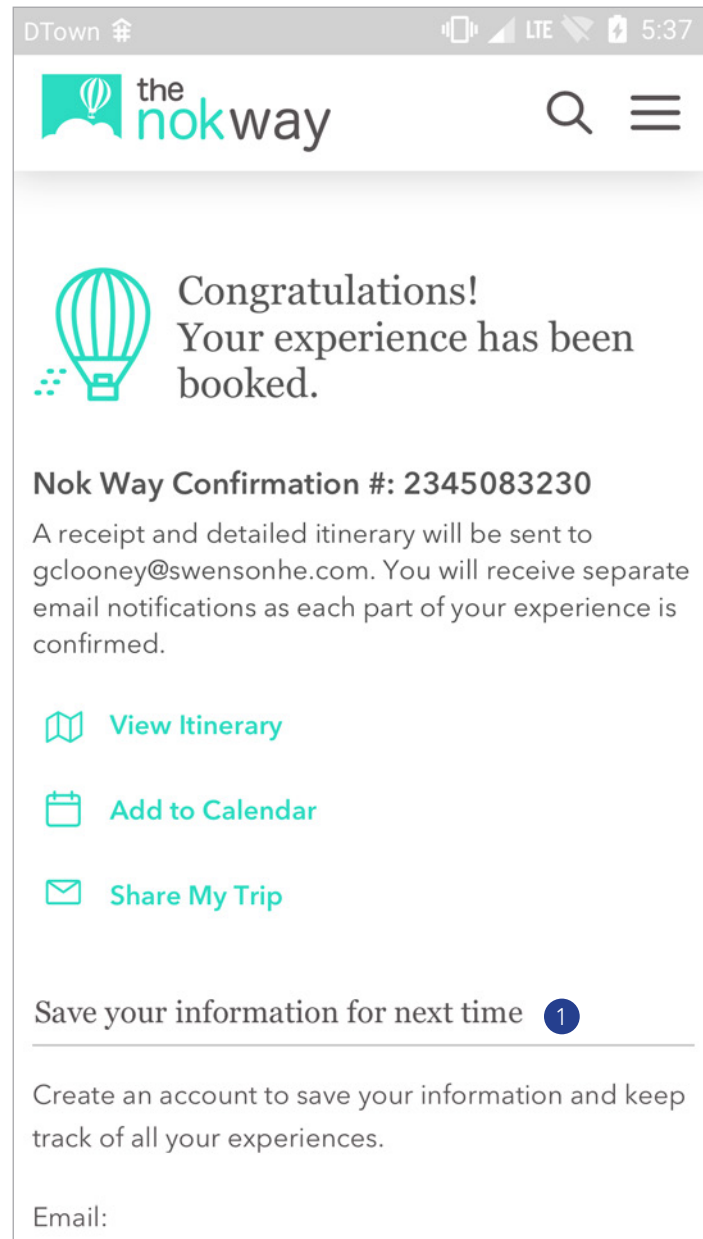 DTown LTE 5:37
the
nokway
Congratulations!
Your experience has been
booked.
Nok Way Confirmation #: 2345083230
A receipt and detailed itinerary will be sent to
gclooney@swensonhe.com. You will receive separate
email notifications as each part of your experience is
confirmed.
View Itinerary
Add to Calendar
Share My Trip
Save your information for next time 1
Create an account to save your information and keep
track of all your experiences.
Email: